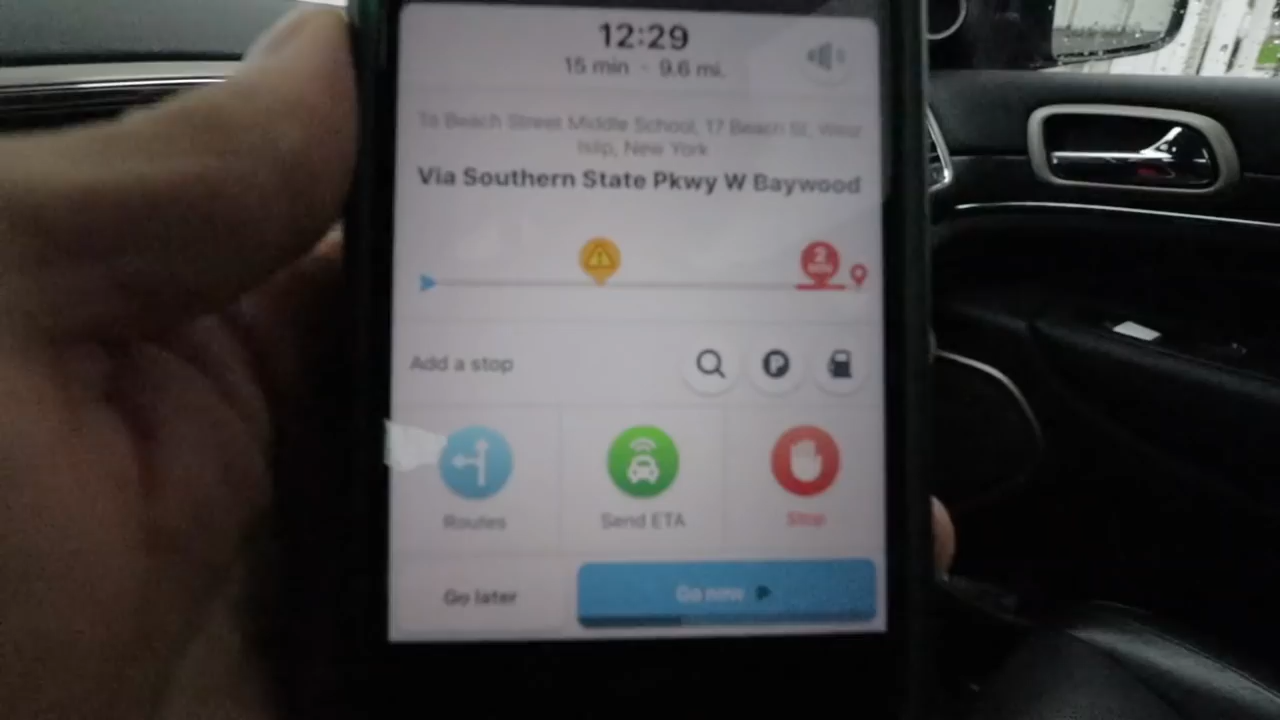 12:29
15 min · 9.6 mi.
To Beach Street Middle School, 17 Beach St, West
Islip, New York
Via Southern State Pkwy W Baywood
2
Add a stop
P
Routes
Send ETA
Stop
Go later
Go now